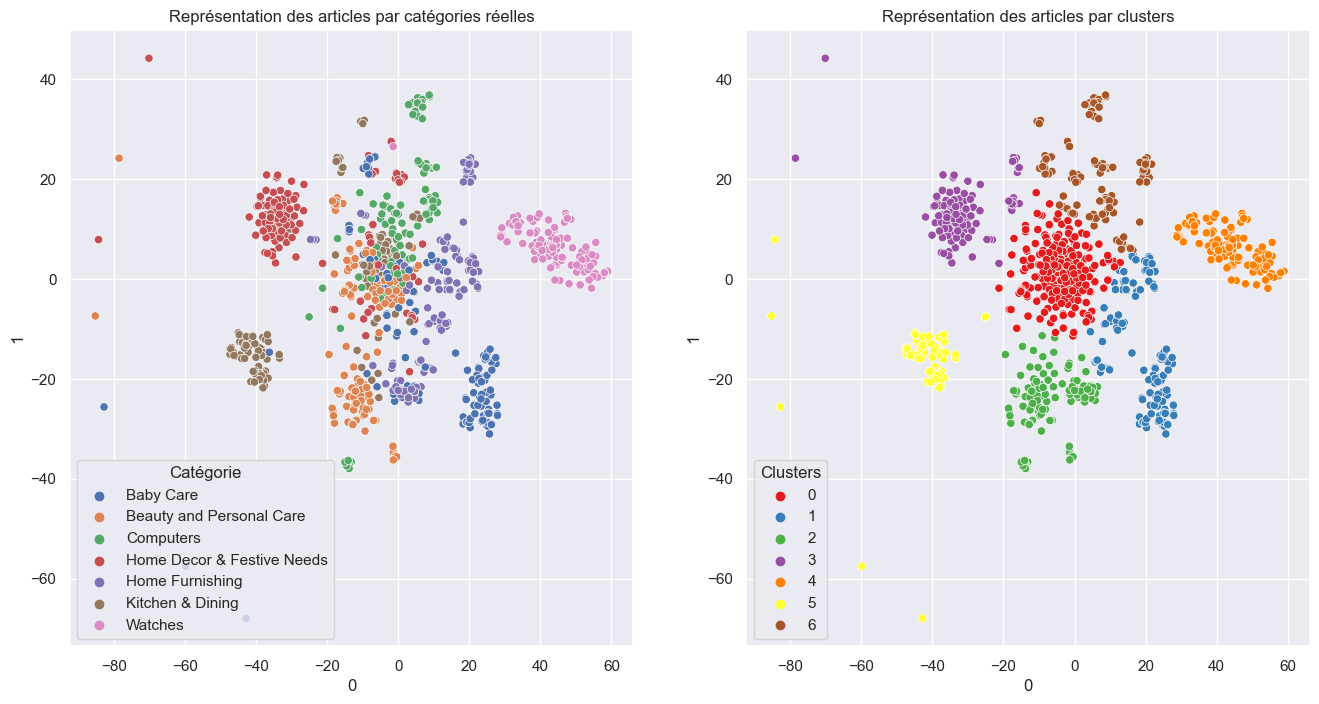 Représentation des articles par catégories réelles
40
20
0
−20
−40
−60
1
Catégorie
Baby Care
Beauty and Personal Care
Computers
Home Decor & Festive Needs
Home Furnishing
Kitchen & Dining
Watches
−80 −60 −40 −20 0 20 40 60
0
Représentation des articles par clusters
40
20
0
−20
−40
−60
1
Clusters
0
1
2
3
4
5
6
−80 −60 −40 −20 0 20 40 60
0